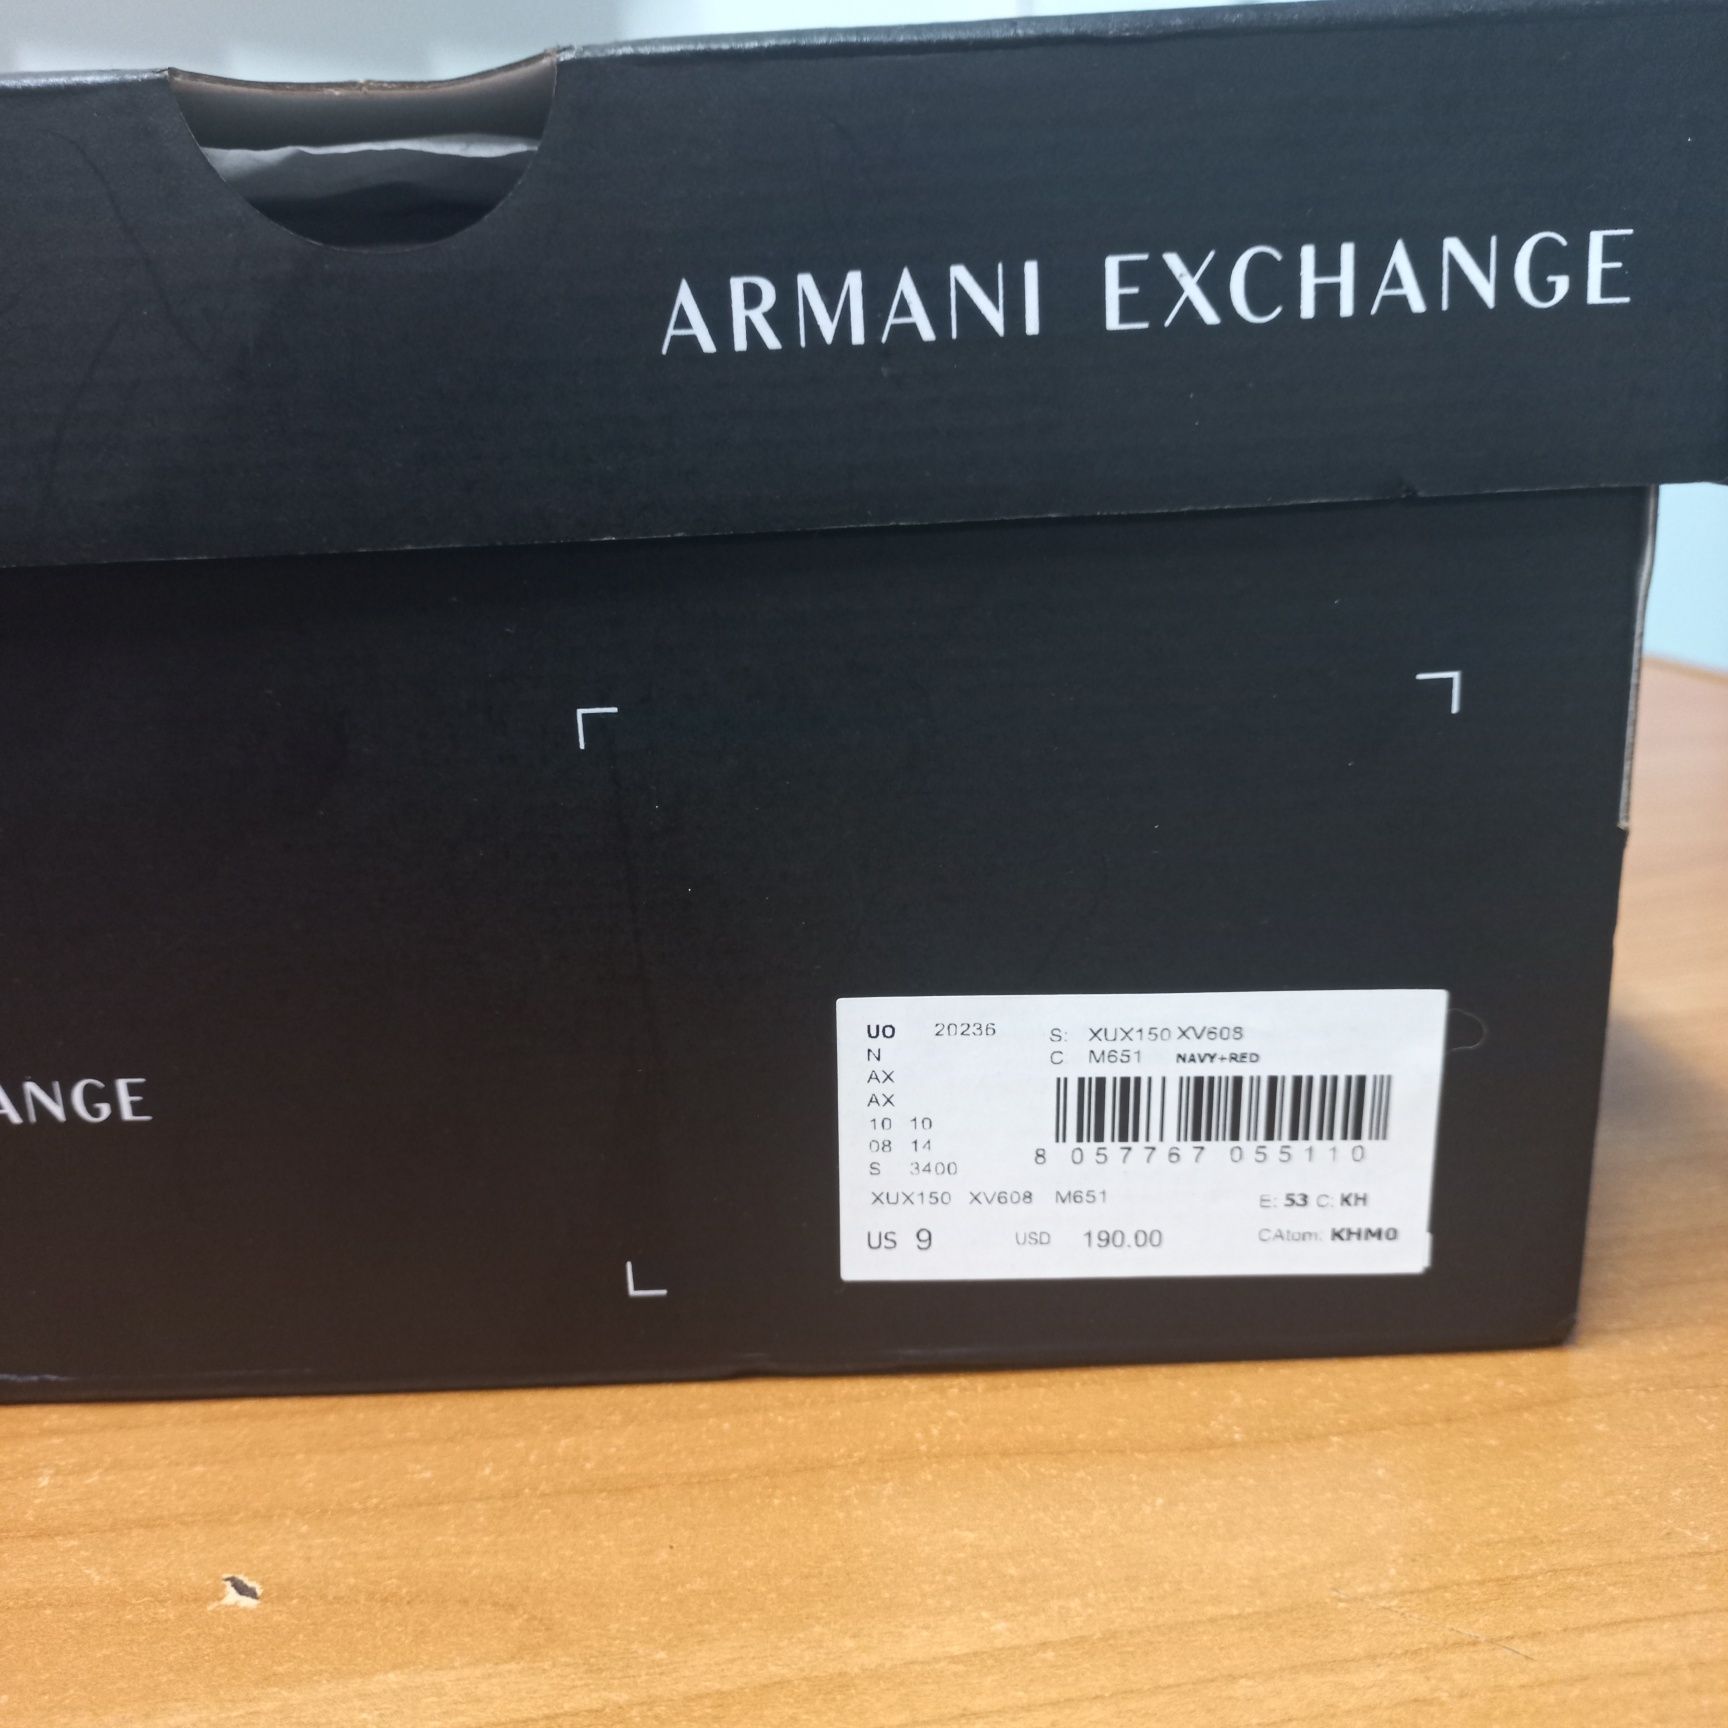 ARMANI EXCHANGE
ANGE
UO 20236 S: XUX150 XV608
N C M651 NAVY+RED
AX
AX
10 10
08 14
S 3400
8 057767 055110
XUX150 XV608 M651 E: 53 C: KH
US 9 USD 190.00 CAtom: KHM0